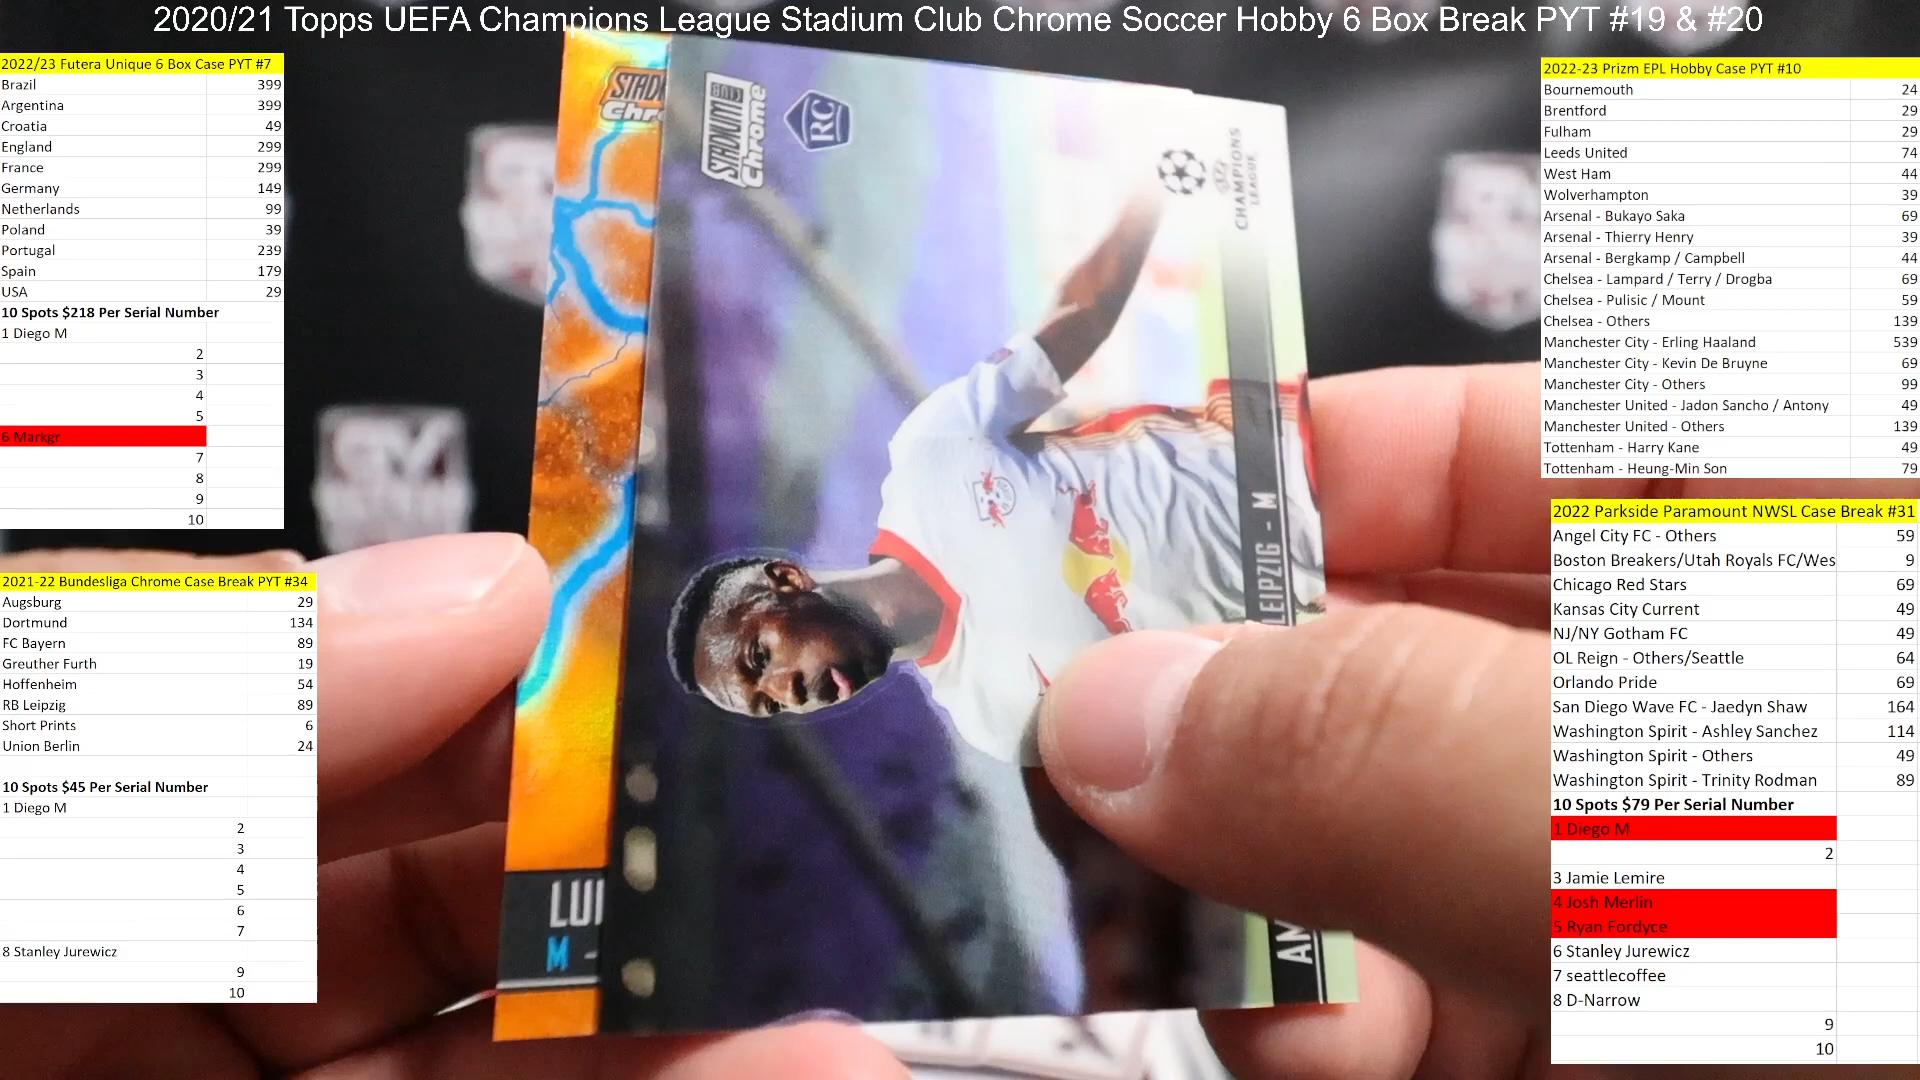 2020/21 Topps UEFA Champions League Stadium Club Chrome Soccer Hobby 6 Box Break PYT #19 & #20
2022/23 Futera Unique 6 Box Case PYT #7
Brazil 399
Argentina 399
Croatia 49
England 299
France 299
Germany 149
Netherlands 99
Poland 39
Portugal 239
Spain 179
USA 29
10 Spots $218 Per Serial Number
1 Diego M
2
3
4
5
6 Markgr
7
8
9
10
2021-22 Bundesliga Chrome Case Break PYT #34
Augsburg 29
Dortmund 134
FC Bayern 89
Greuther Furth 19
Hoffenheim 54
RB Leipzig 89
Short Prints 6
Union Berlin 24
10 Spots $45 Per Serial Number
1 Diego M
2
3
4
5
6
7
8 Stanley Jurewicz
9
10
STADIUM
CLUB
Chrome
RC
CHAMPIONS
LEAGUE
LEIPZIG - M
AM
STAD
Chr
LUI
M -
2022-23 Prizm EPL Hobby Case PYT #10
Bournemouth 24
Brentford 29
Fulham 29
Leeds United 74
West Ham 44
Wolverhampton 39
Arsenal - Bukayo Saka 69
Arsenal - Thierry Henry 39
Arsenal - Bergkamp / Campbell 44
Chelsea - Lampard / Terry / Drogba 69
Chelsea - Pulisic / Mount 59
Chelsea - Others 139
Manchester City - Erling Haaland 539
Manchester City - Kevin De Bruyne 69
Manchester City - Others 99
Manchester United - Jadon Sancho / Antony 49
Manchester United - Others 139
Tottenham - Harry Kane 49
Tottenham - Heung-Min Son 79
2022 Parkside Paramount NWSL Case Break #31
Angel City FC - Others 59
Boston Breakers/Utah Royals FC/Wes 9
Chicago Red Stars 69
Kansas City Current 49
NJ/NY Gotham FC 49
OL Reign - Others/Seattle 64
Orlando Pride 69
San Diego Wave FC - Jaedyn Shaw 164
Washington Spirit - Ashley Sanchez 114
Washington Spirit - Others 49
Washington Spirit - Trinity Rodman 89
10 Spots $79 Per Serial Number
1 Diego M
2
3 Jamie Lemire
4 Josh Merlin
5 Ryan Fordyce
6 Stanley Jurewicz
7 seattlecoffee
8 D-Narrow
9
10